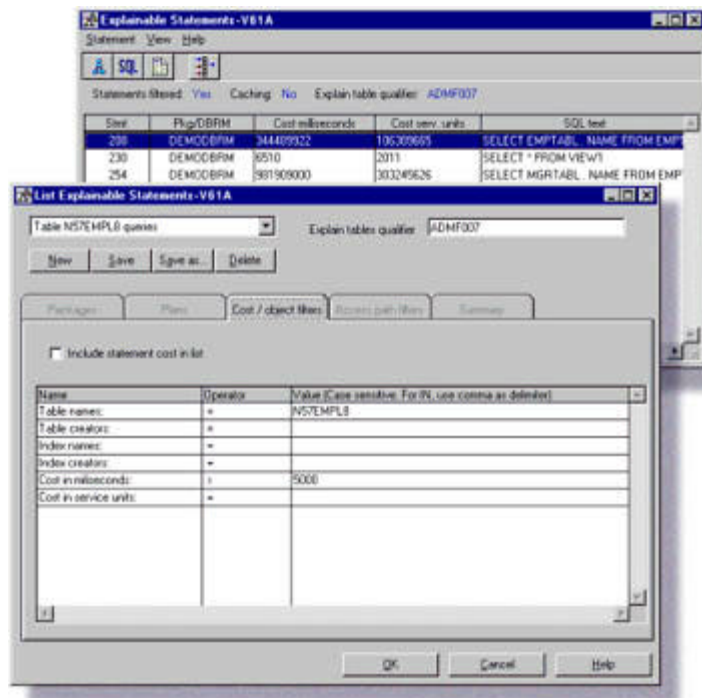 Explainable Statements-V61A
Statement View Help
SQL
Statements filtered: Yes Caching: No Explain table qualifier: ADMF007
Stmt Pkg/DBRM Cost milliseconds Cost serv. units SQL text
208 DEMODBRM 344409922 106309665 SELECT EMPTABL . NAME FROM EMPT
230 DEMODBRM 6510 2011 SELECT * FROM VIEW1
254 DEMODBRM 981909000 303245626 SELECT MGRTABL . NAME FROM EMP
List Explainable Statements-V61A
Table N57EMPL8 queries Explain tables qualifier ADMF007
New Save Save as... Delete
Packages Plans Cost / object filters Access path filters Summary
Include statement cost in list
Name Operator Value (Case sensitive. For IN, use comma as delimiter)
Table names: = N57EMPL8
Table creators: =
Index names: =
Index creators: =
Cost in miliseconds: > 5000
Cost in service units: =
OK Cancel Help